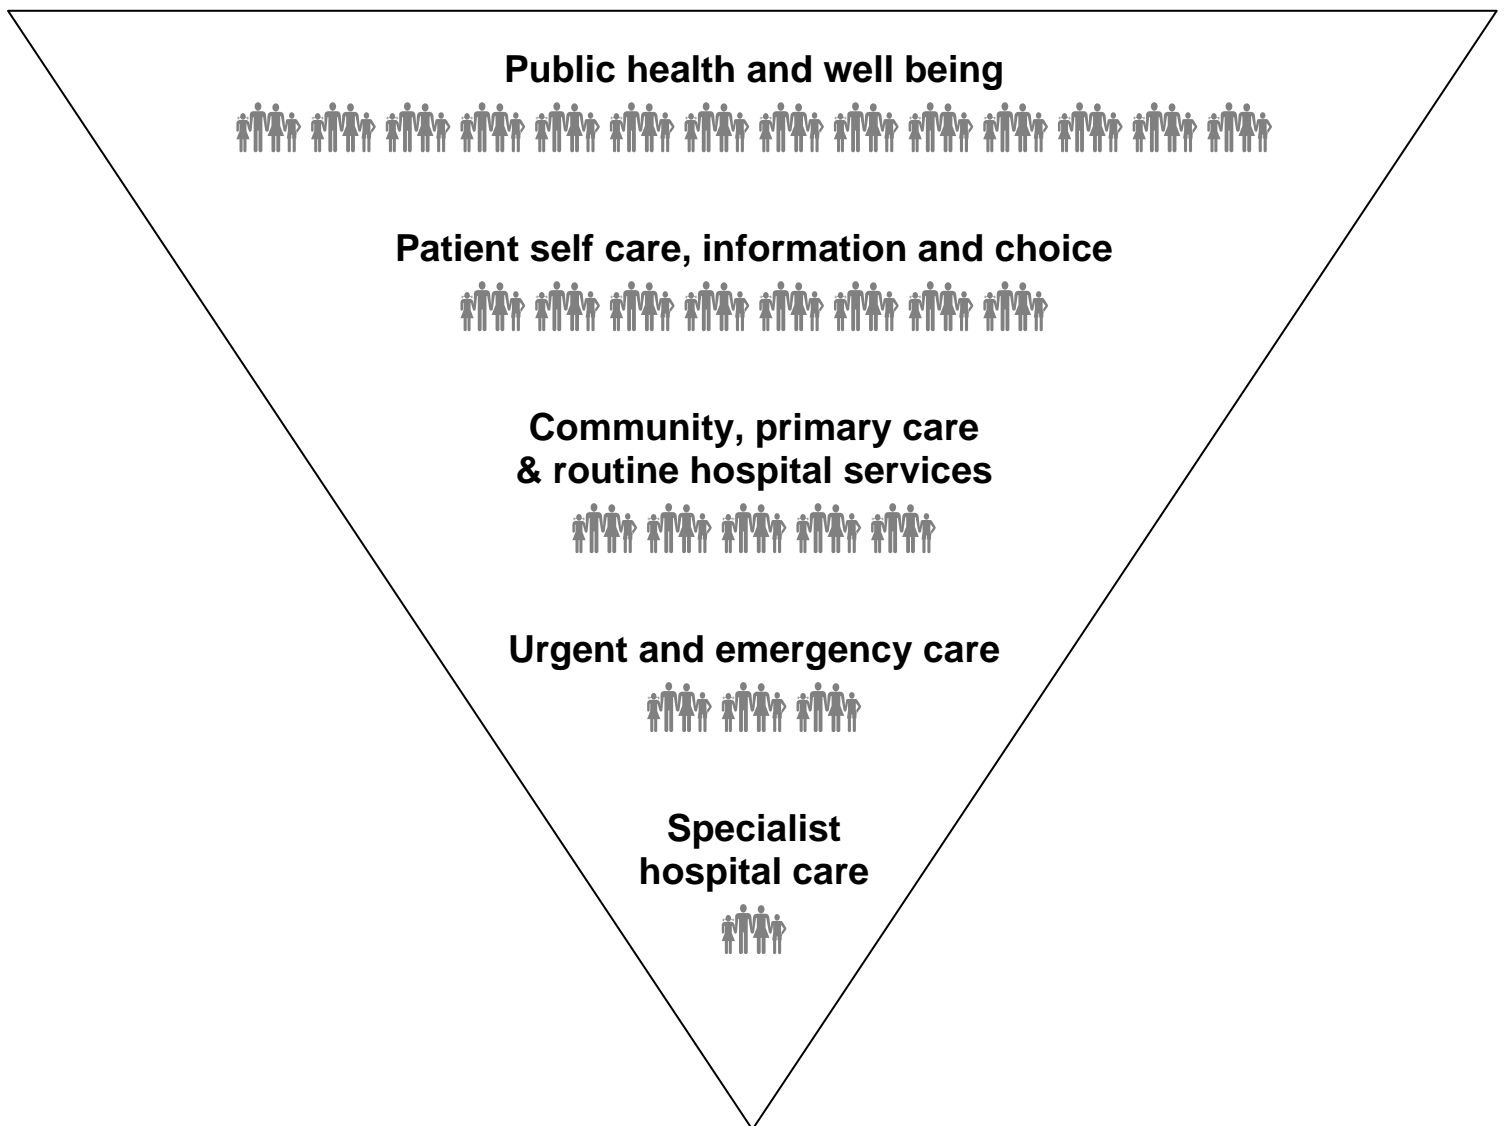 Public health and well being
Patient self care, information and choice
Community, primary care
& routine hospital services
Urgent and emergency care
Specialist
hospital care